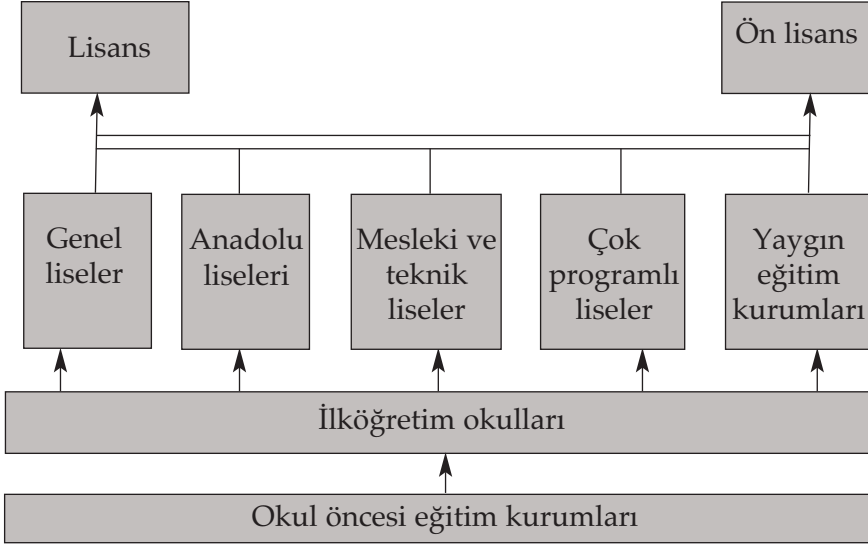 Lisans
Ön lisans
Genel
liseler
Anadolu
liseleri
Mesleki ve
teknik
liseler
Çok
programlı
liseler
Yaygın
eğitim
kurumları
İlköğretim okulları
Okul öncesi eğitim kurumları